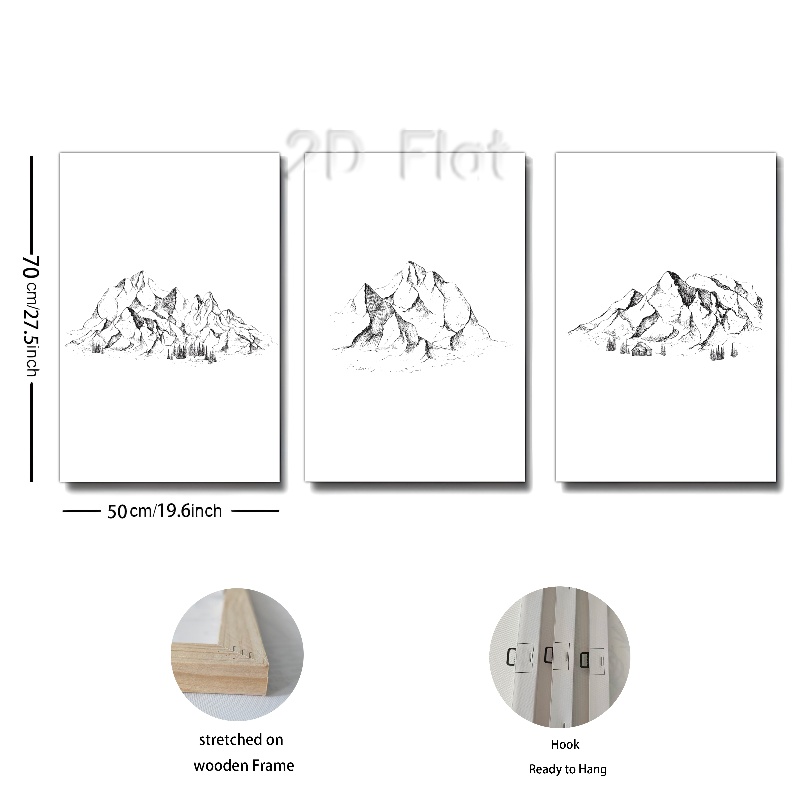 2D Flat
70 cm/27.5inch
50cm/19.6inch
stretched on
wooden Frame
Hook
Ready to Hang